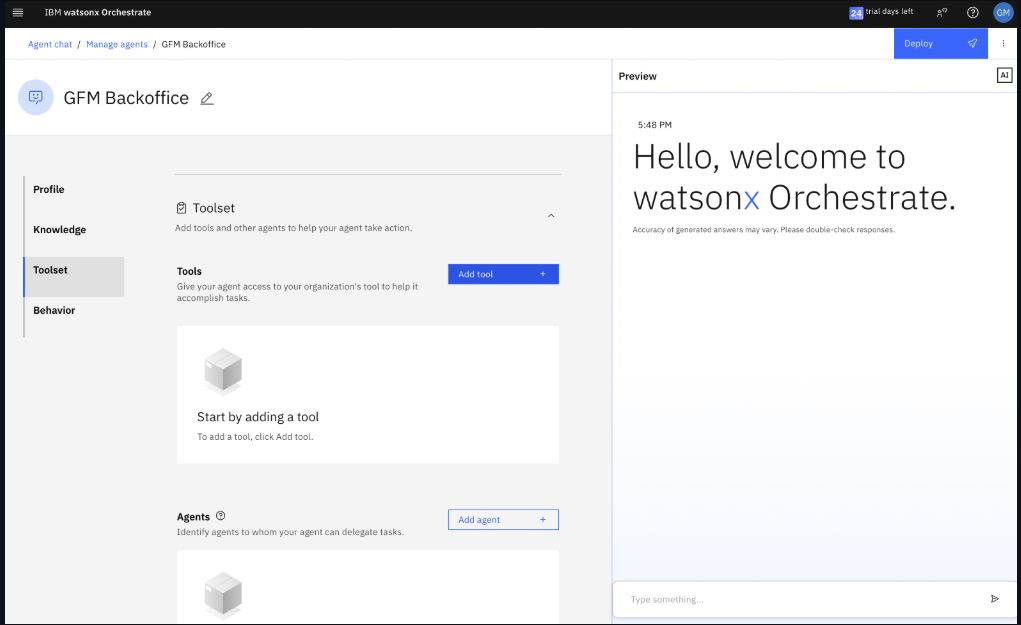 IBM watsonx Orchestrate
24 trial days left
GM
Agent chat / Manage agents / GFM Backoffice
Deploy
GFM Backoffice
Profile
Knowledge
Toolset
Behavior
Toolset
Add tools and other agents to help your agent take action.
Tools
Give your agent access to your organization's tool to help it
accomplish tasks.
Add tool +
Start by adding a tool
To add a tool, click Add tool.
Agents
Identify agents to whom your agent can delegate tasks.
Add agent +
Preview
AI
5:48 PM
Hello, welcome to
watsonx Orchestrate.
Accuracy of generated answers may vary. Please double-check responses.
Type something...